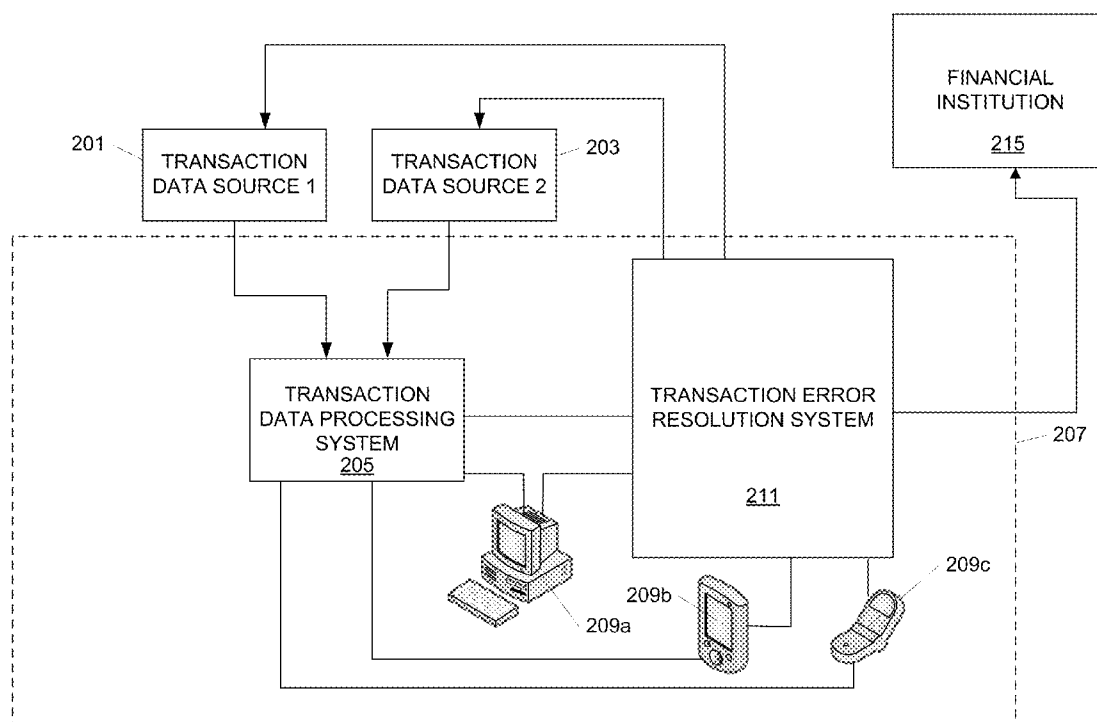 FINANCIAL
INSTITUTION
215
201
TRANSACTION
DATA SOURCE 1
TRANSACTION
DATA SOURCE 2
203
TRANSACTION
DATA PROCESSING
SYSTEM
205
TRANSACTION ERROR
RESOLUTION SYSTEM
211
207
209a
209b
209c